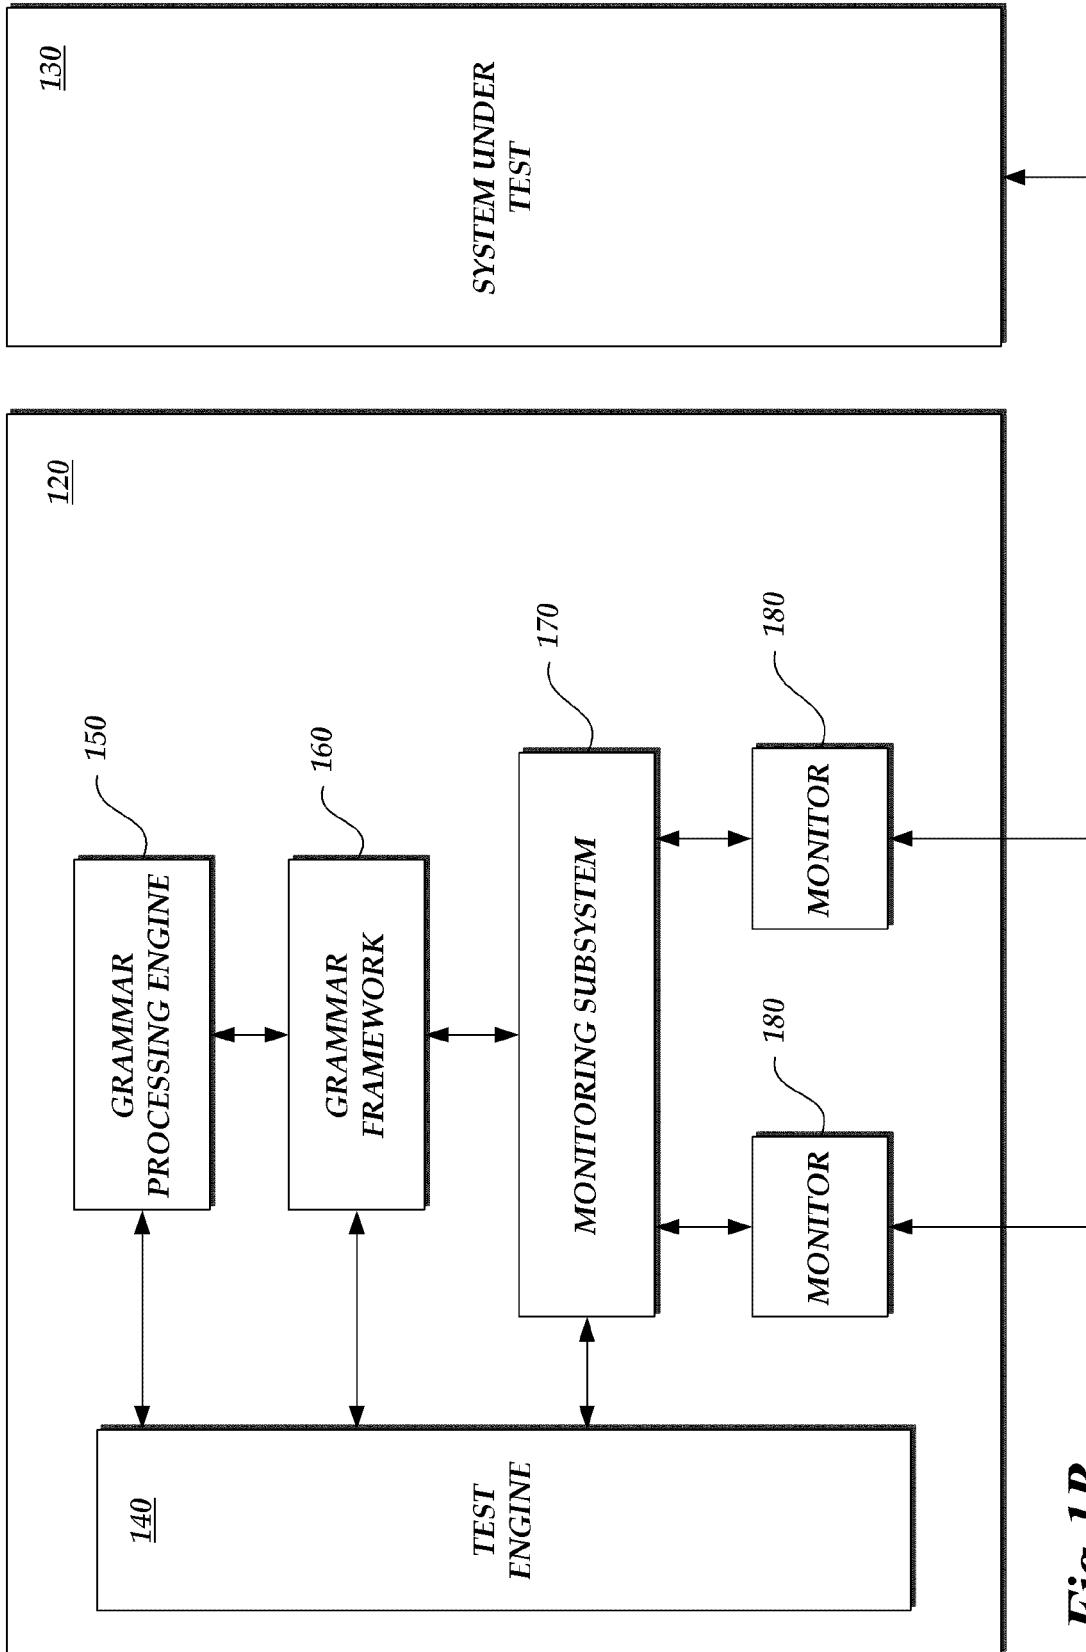 120
130
140
TEST
ENGINE
150
GRAMMAR
PROCESSING ENGINE
160
GRAMMAR
FRAMEWORK
170
MONITORING SUBSYSTEM
180
MONITOR
180
MONITOR
SYSTEM UNDER
TEST
Fig.